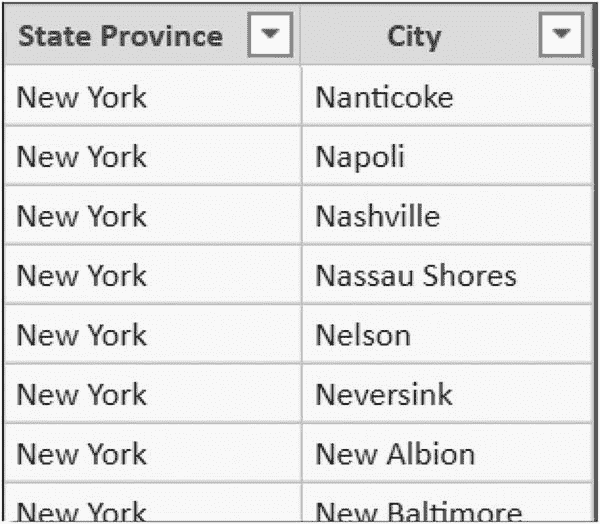 State Province City
New York Nanticoke
New York Napoli
New York Nashville
New York Nassau Shores
New York Nelson
New York Neversink
New York New Albion
New York New Baltimore